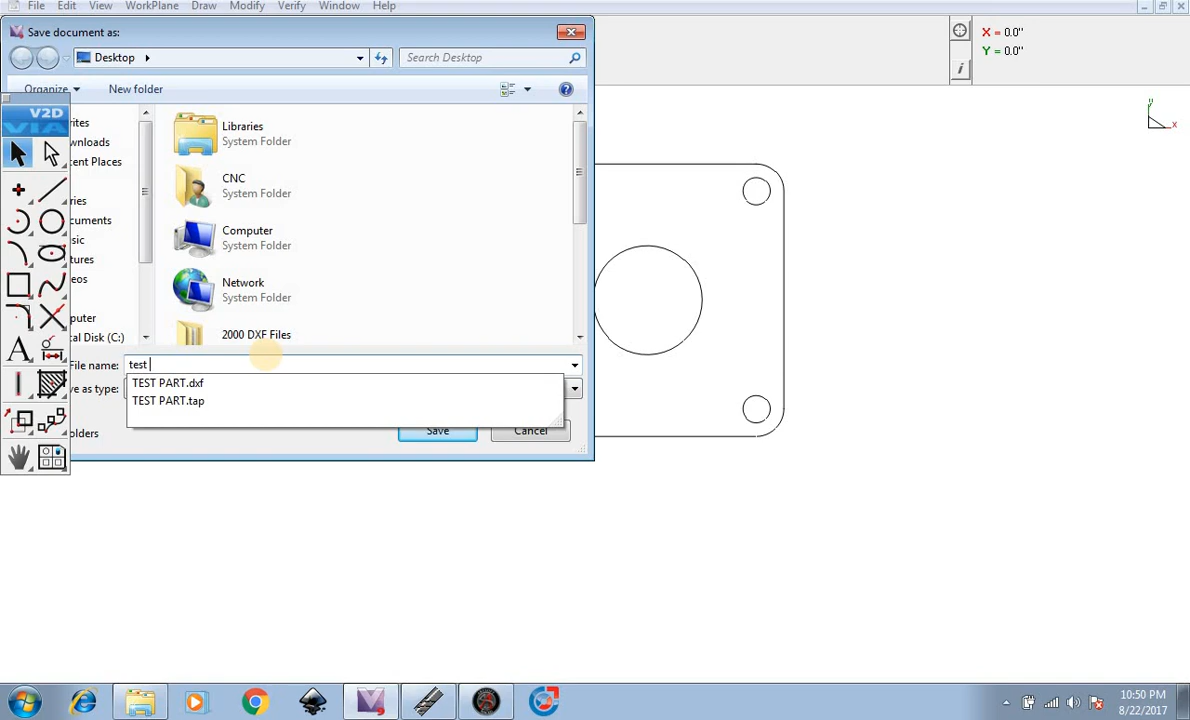 File Edit View WorkPlane Draw Modify Verify Window Help
Save document as:
Desktop
Search Desktop
X = 0.0"
Y = 0.0"
Organize
New folder
V2D
VIA
rites
wnloads
cent Places
ries
cuments
sic
tures
eos
puter
cal Disk (C:)
Libraries
System Folder
CNC
System Folder
Computer
System Folder
Network
System Folder
2000 DXF Files
File name: test
ve as type:
TEST PART.dxf
TEST PART.tap
olders
Save
Cancel
y
x
10:50 PM
8/22/2017